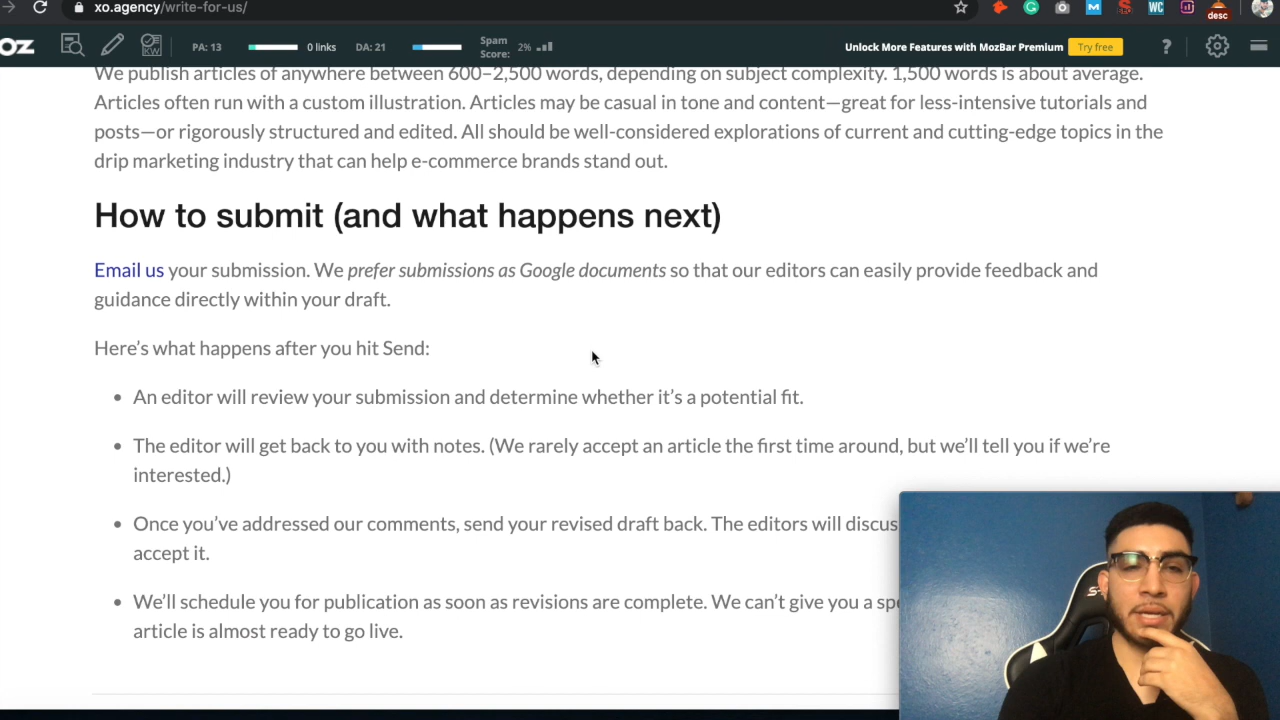 xo.agency/write-for-us/
desc
OZ
PA: 13
0 links
DA: 21
Spam
Score:
2%
Unlock More Features with MozBar Premium
Try free
?
KW
WC
We publish articles of anywhere between 600–2,500 words, depending on subject complexity. 1,500 words is about average.
Articles often run with a custom illustration. Articles may be casual in tone and content—great for less-intensive tutorials and
posts—or rigorously structured and edited. All should be well-considered explorations of current and cutting-edge topics in the
drip marketing industry that can help e-commerce brands stand out.
How to submit (and what happens next)
Email us your submission. We prefer submissions as Google documents so that our editors can easily provide feedback and
guidance directly within your draft.
Here’s what happens after you hit Send:
• An editor will review your submission and determine whether it’s a potential fit.
• The editor will get back to you with notes. (We rarely accept an article the first time around, but we’ll tell you if we’re
interested.)
• Once you’ve addressed our comments, send your revised draft back. The editors will discus
accept it.
• We’ll schedule you for publication as soon as revisions are complete. We can’t give you a spe
article is almost ready to go live.